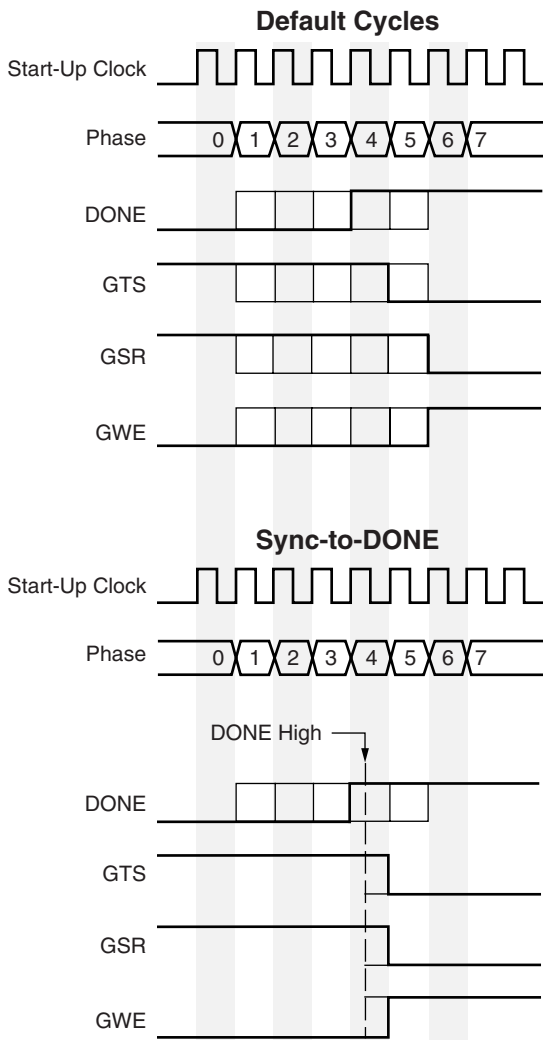 Default Cycles
Start-Up Clock
Phase 0 1 2 3 4 5 6 7
DONE
GTS
GSR
GWE
Sync-to-DONE
Start-Up Clock
Phase 0 1 2 3 4 5 6 7
DONE High
DONE
GTS
GSR
GWE